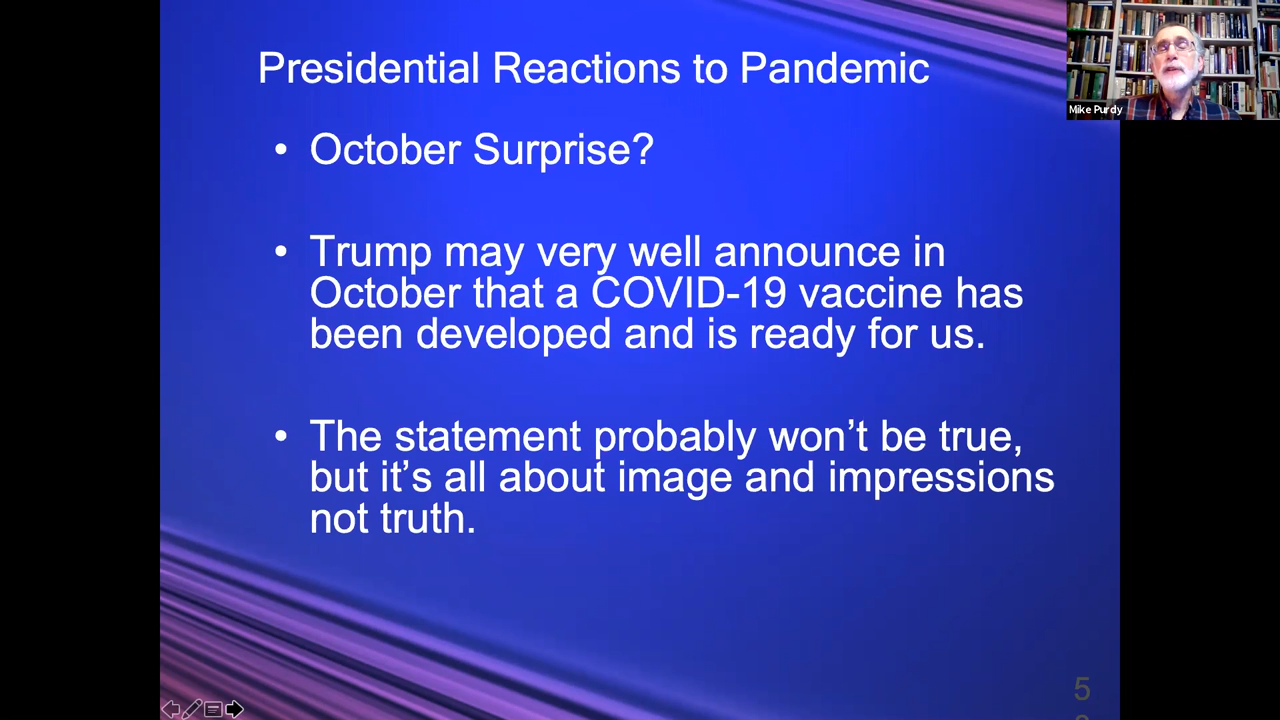 Presidential Reactions to Pandemic
Mike Purdy
• October Surprise?
• Trump may very well announce in
October that a COVID-19 vaccine has
been developed and is ready for us.
• The statement probably won’t be true,
but it’s all about image and impressions
not truth.
5